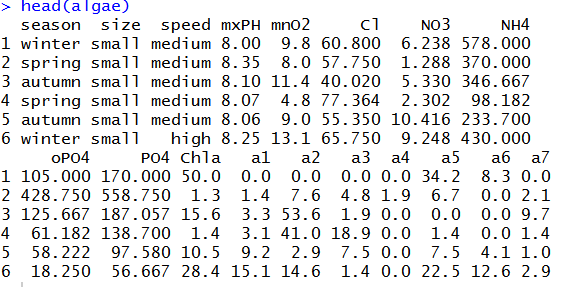 > head(algae)
season size speed mxPH mnO2 Cl NO3 NH4
1 winter small medium 8.00 9.8 60.800 6.238 578.000
2 spring small medium 8.35 8.0 57.750 1.288 370.000
3 autumn small medium 8.10 11.4 40.020 5.330 346.667
4 spring small medium 8.07 4.8 77.364 2.302 98.182
5 autumn small medium 8.06 9.0 55.350 10.416 233.700
6 winter small high 8.25 13.1 65.750 9.248 430.000
oPO4 PO4 Chla a1 a2 a3 a4 a5 a6 a7
1 105.000 170.000 50.0 0.0 0.0 0.0 0.0 34.2 8.3 0.0
2 428.750 558.750 1.3 1.4 7.6 4.8 1.9 6.7 0.0 2.1
3 125.667 187.057 15.6 3.3 53.6 1.9 0.0 0.0 0.0 9.7
4 61.182 138.700 1.4 3.1 41.0 18.9 0.0 1.4 0.0 1.4
5 58.222 97.580 10.5 9.2 2.9 7.5 0.0 7.5 4.1 1.0
6 18.250 56.667 28.4 15.1 14.6 1.4 0.0 22.5 12.6 2.9